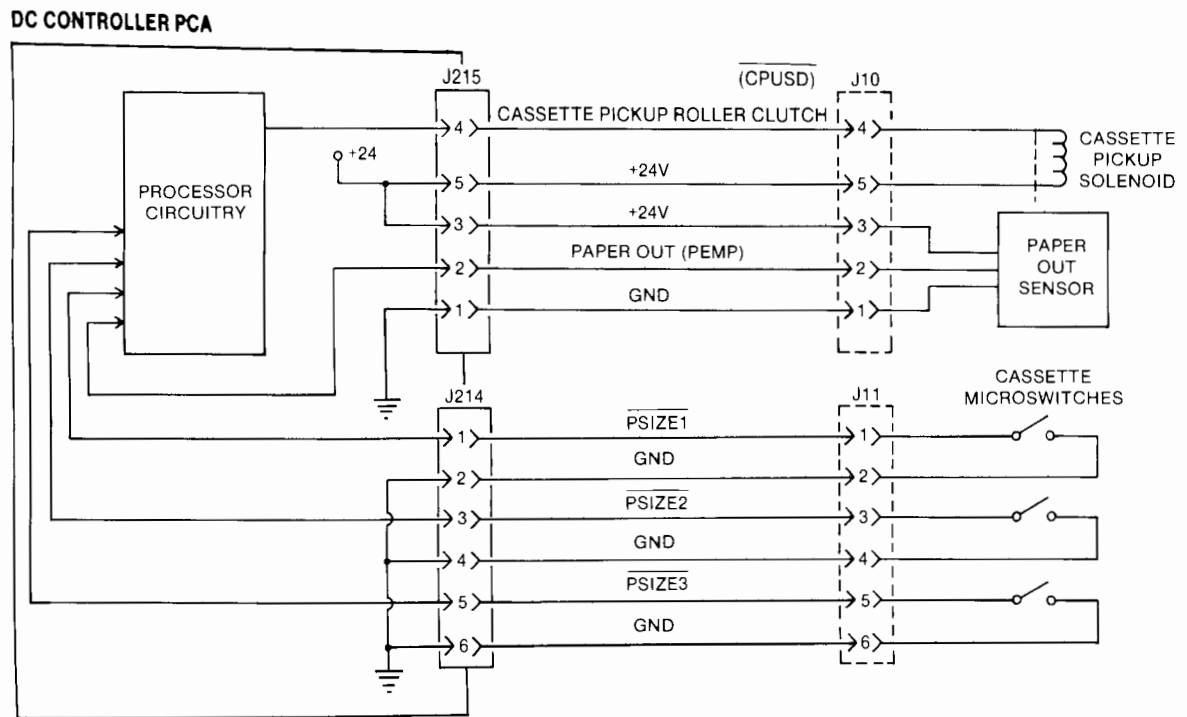 DC CONTROLLER PCA
PROCESSOR
CIRCUITRY
+24
J215
4
5
3
2
1
(CPUSD)
CASSETTE PICKUP ROLLER CLUTCH
+24V
+24V
PAPER OUT (PEMP)
GND
J10
4
5
3
2
1
CASSETTE
PICKUP
SOLENOID
PAPER
OUT
SENSOR
J214
1
2
3
4
5
6
PSIZE1
GND
PSIZE2
GND
PSIZE3
GND
J11
1
2
3
4
5
6
CASSETTE
MICROSWITCHES